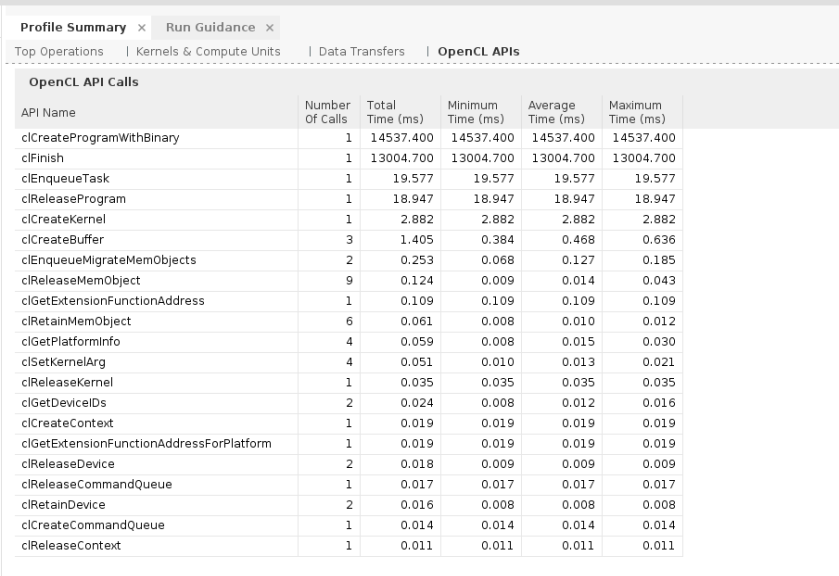 Profile Summary × Run Guidance ×
Top Operations | Kernels & Compute Units | Data Transfers | OpenCL APIs
OpenCL API Calls
API Name Number Of Calls Total Time (ms) Minimum Time (ms) Average Time (ms) Maximum Time (ms)
clCreateProgramWithBinary 1 14537.400 14537.400 14537.400 14537.400
clFinish 1 13004.700 13004.700 13004.700 13004.700
clEnqueueTask 1 19.577 19.577 19.577 19.577
clReleaseProgram 1 18.947 18.947 18.947 18.947
clCreateKernel 1 2.882 2.882 2.882 2.882
clCreateBuffer 3 1.405 0.384 0.468 0.636
clEnqueueMigrateMemObjects 2 0.253 0.068 0.127 0.185
clReleaseMemObject 9 0.124 0.009 0.014 0.043
clGetExtensionFunctionAddress 1 0.109 0.109 0.109 0.109
clRetainMemObject 6 0.061 0.008 0.010 0.012
clGetPlatformInfo 4 0.059 0.008 0.015 0.030
clSetKernelArg 4 0.051 0.010 0.013 0.021
clReleaseKernel 1 0.035 0.035 0.035 0.035
clGetDeviceIDs 2 0.024 0.008 0.012 0.016
clCreateContext 1 0.019 0.019 0.019 0.019
clGetExtensionFunctionAddressForPlatform 1 0.019 0.019 0.019 0.019
clReleaseDevice 2 0.018 0.009 0.009 0.009
clReleaseCommandQueue 1 0.017 0.017 0.017 0.017
clRetainDevice 2 0.016 0.008 0.008 0.008
clCreateCommandQueue 1 0.014 0.014 0.014 0.014
clReleaseContext 1 0.011 0.011 0.011 0.011